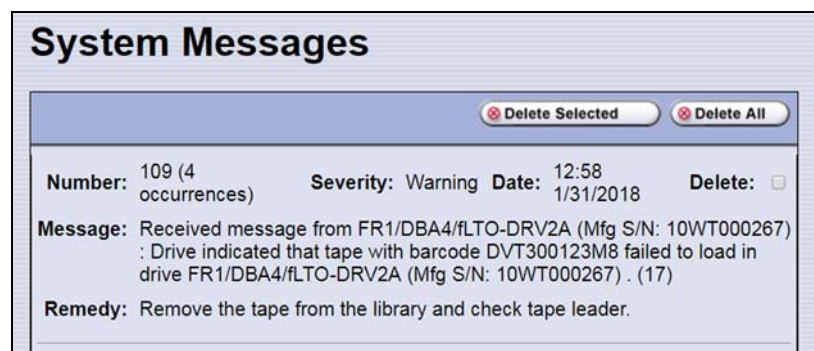 System Messages
Delete Selected Delete All
Number: 109 (4 occurrences) Severity: Warning Date: 12:58 1/31/2018 Delete:
Message: Received message from FR1/DBA4/fLTO-DRV2A (Mfg S/N: 10WT000267)
: Drive indicated that tape with barcode DVT300123M8 failed to load in
drive FR1/DBA4/fLTO-DRV2A (Mfg S/N: 10WT000267) . (17)
Remedy: Remove the tape from the library and check tape leader.